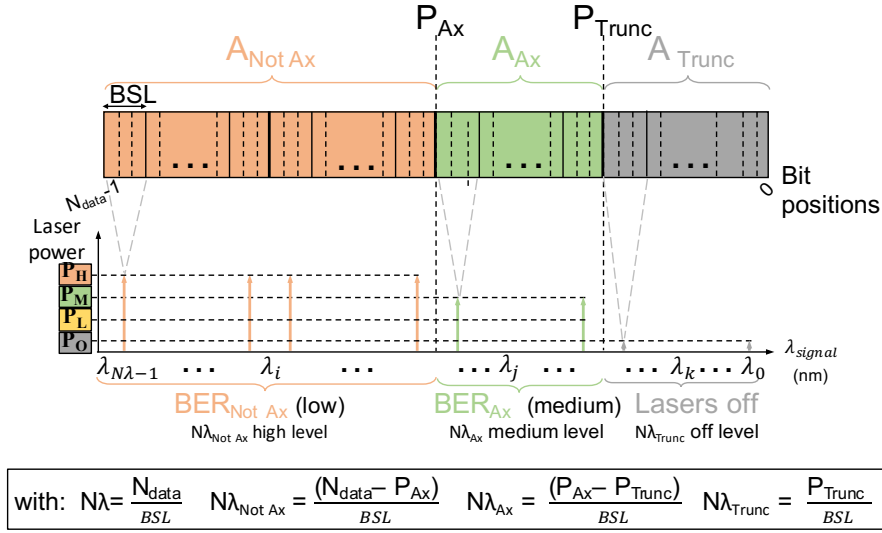 P_Ax P_Trunc
A_Not Ax A_Ax A_Trunc
BSL
... ... ... ...
N_data-1 0 Bit positions
Laser power
P_H
P_M
P_L
P_O
λ_Nλ−1 ... λ_i ... ... λ_j ... ... λ_k ... λ_0 λ_signal
(nm)
BER_Not Ax (low) BER_Ax (medium) Lasers off
Nλ_Not Ax high level Nλ_Ax medium level Nλ_Trunc off level
with: Nλ= N_data/BSL Nλ_Not Ax = (N_data− P_Ax)/BSL Nλ_Ax = (P_Ax− P_Trunc)/BSL Nλ_Trunc = P_Trunc/BSL